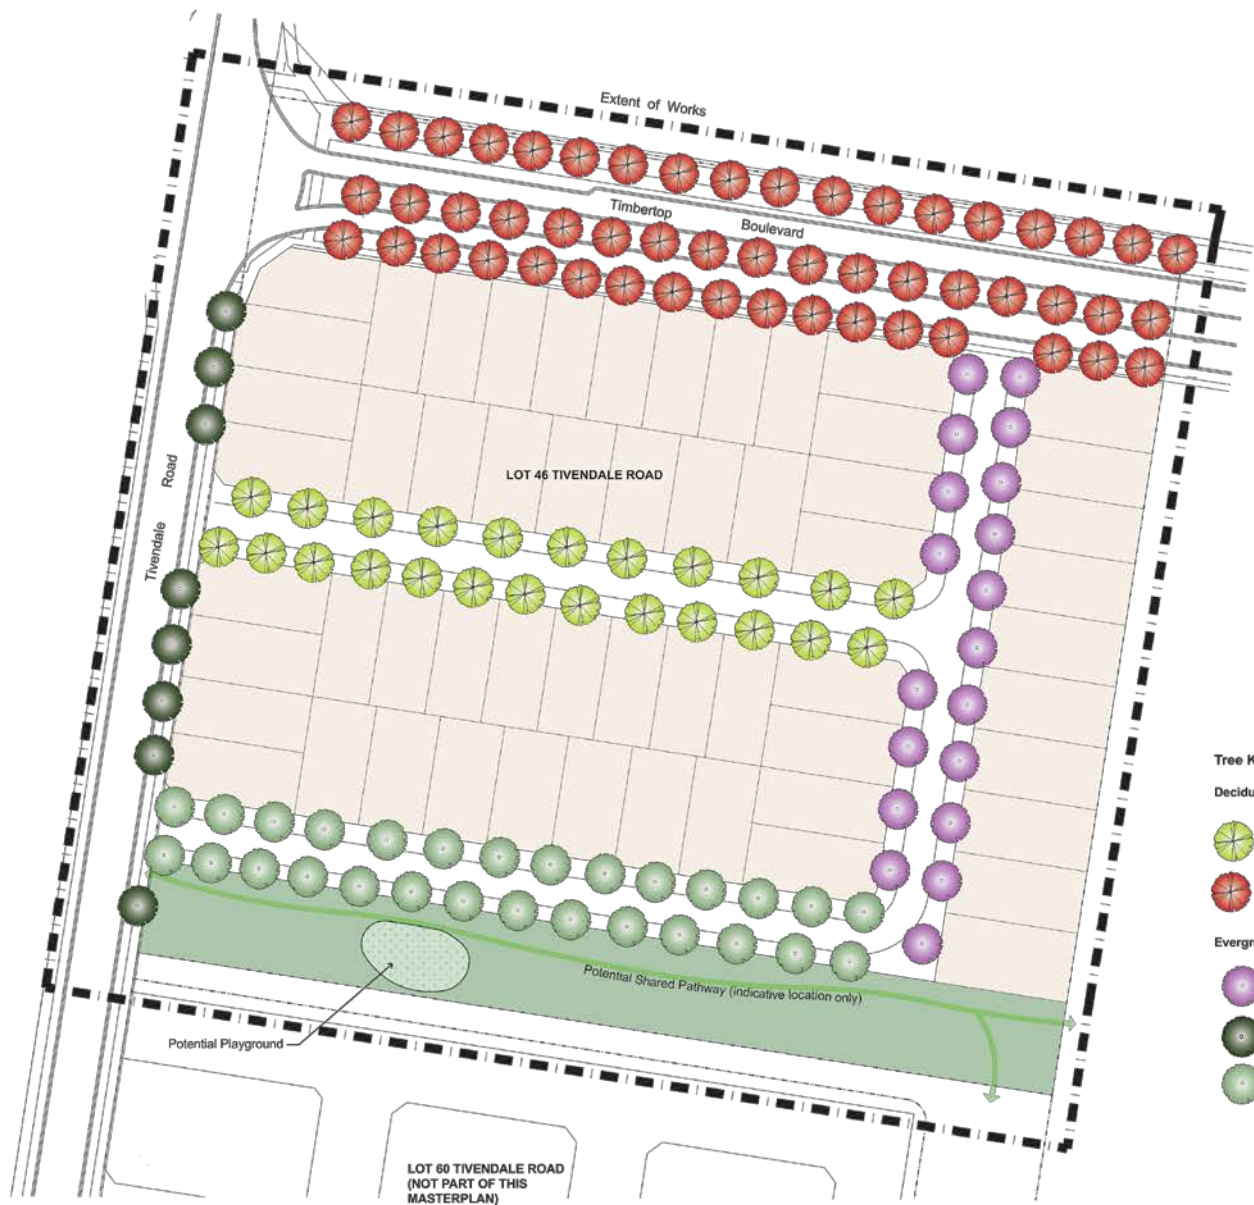 Extent of Works
Timbertop
Boulevard
LOT 46 TIVENDALE ROAD
Tivendale Road
Tree K
Decidu
Evergr
Potential Shared Pathway (indicative location only)
Potential Playground
LOT 60 TIVENDALE ROAD
(NOT PART OF THIS
MASTERPLAN)